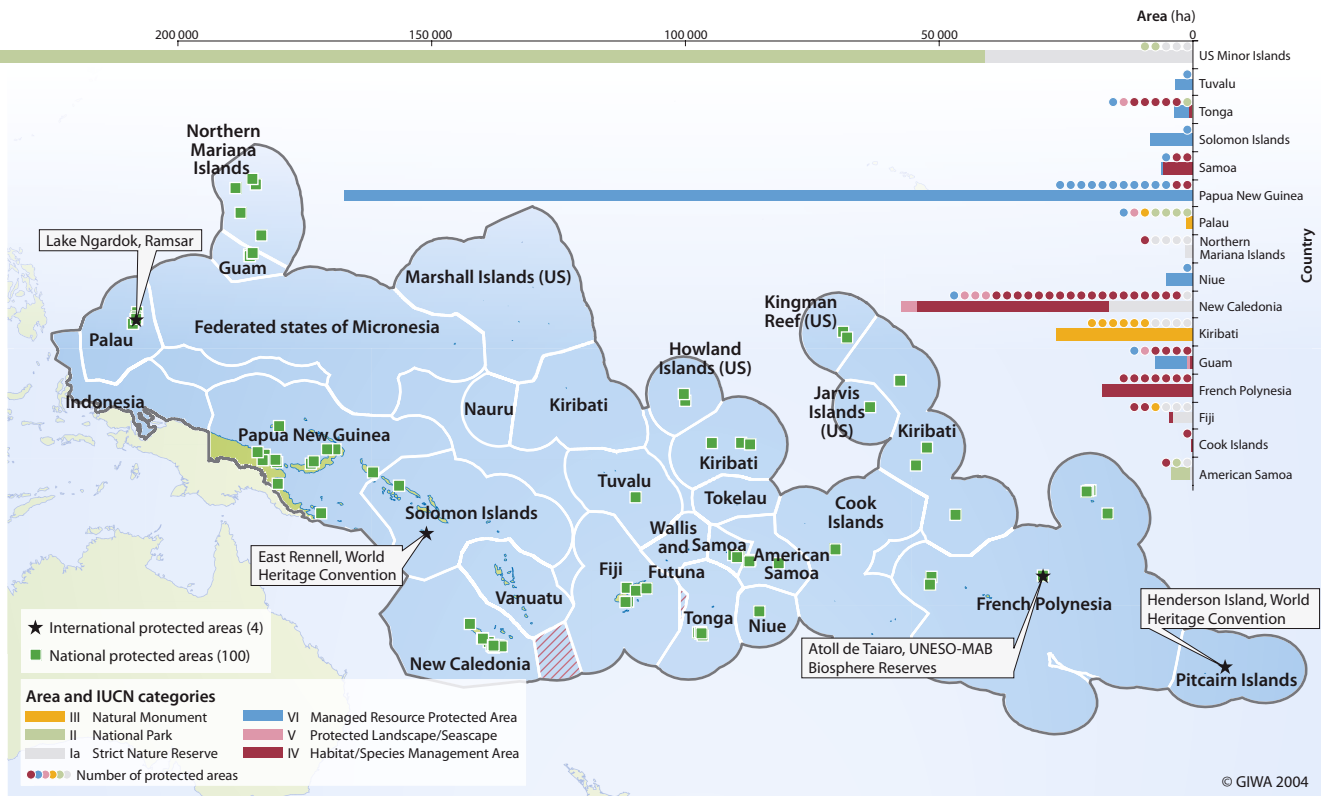 Area (ha)
200 000
150 000
100 000
50 000
0
US Minor Islands
Tuvalu
Tonga
Solomon Islands
Samoa
Papua New Guinea
Palau
Northern
Mariana Islands
Niue
New Caledonia
Kiribati
Guam
French Polynesia
Fiji
Cook Islands
American Samoa
Country
Northern
Mariana
Islands
Lake Ngardok, Ramsar
Guam
Marshall Islands (US)
Kingman
Reef (US)
Palau
Federated states of Micronesia
Howland
Islands (US)
Indonesia
Nauru
Kiribati
Jarvis
Islands
(US)
Kiribati
Papua New Guinea
Kiribati
Tuvalu
Tokelau
Solomon Islands
Cook
Islands
Wallis
and
Futuna
Samoa
American
Samoa
East Rennell, World
Heritage Convention
Fiji
Vanuatu
French Polynesia
Henderson Island, World
Heritage Convention
Tonga
Niue
New Caledonia
Atoll de Taiaro, UNESO-MAB
Biosphere Reserves
Pitcairn Islands
International protected areas (4)
National protected areas (100)
Area and IUCN categories
III Natural Monument
II National Park
Ia Strict Nature Reserve
VI Managed Resource Protected Area
V Protected Landscape/Seascape
IV Habitat/Species Management Area
Number of protected areas
© GIWA 2004